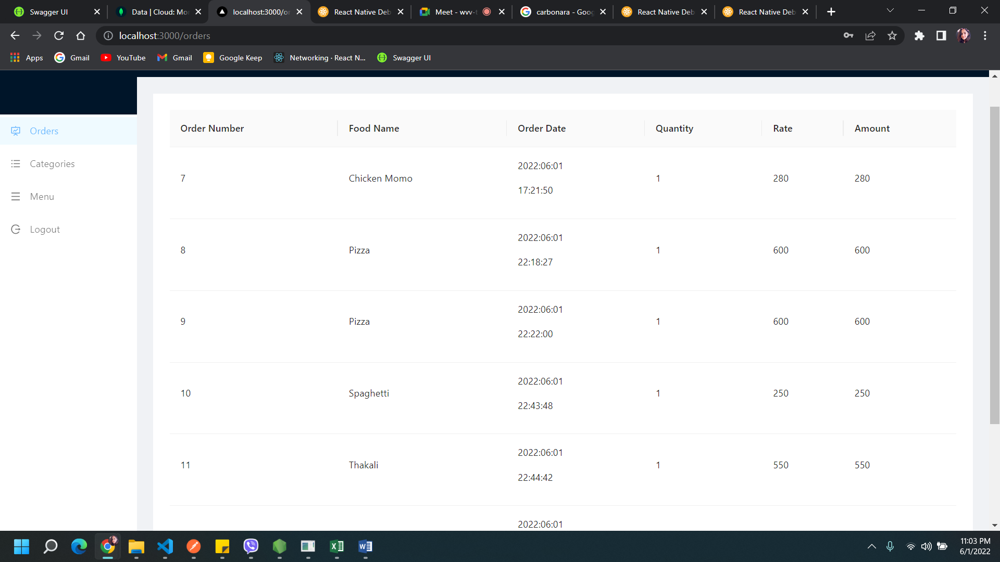 Swagger UI
Data | Cloud: Mo
localhost:3000/or
React Native Deb
Meet - wvv-t
carbonara - Goog
React Native Deb
React Native Deb
localhost:3000/orders
Apps
Gmail
YouTube
Gmail
Google Keep
Networking · React N...
Swagger UI
Orders
Categories
Menu
Logout
Order Number Food Name Order Date Quantity Rate Amount
2022:06:01
7 Chicken Momo 1 280 280
17:21:50
2022:06:01
8 Pizza 1 600 600
22:18:27
2022:06:01
9 Pizza 1 600 600
22:22:00
2022:06:01
10 Spaghetti 1 250 250
22:43:48
2022:06:01
11 Thakali 1 550 550
22:44:42
2022:06:01
11:03 PM
6/1/2022